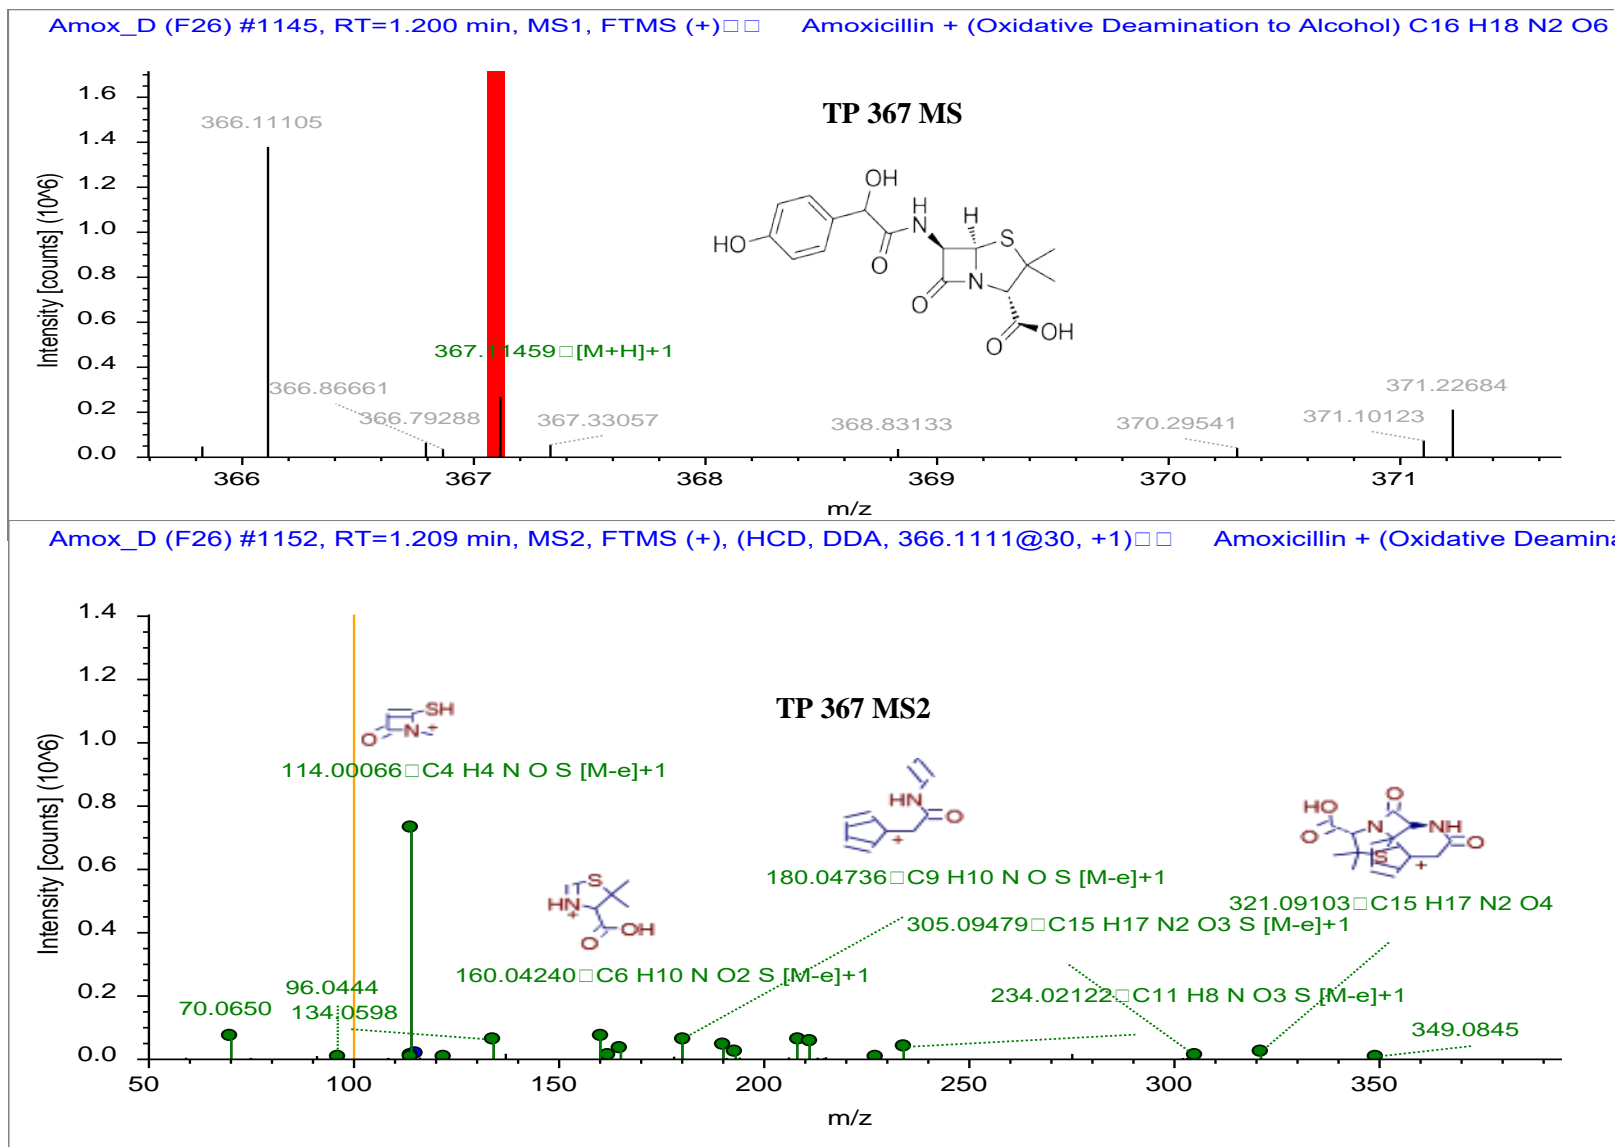 Amox_D (F26) #1145, RT=1.200 min, MS1, FTMS (+)□□ Amoxicillin + (Oxidative Deamination to Alcohol) C16 H18 N2 O6
Intensity [counts] (10^6)
1.6
1.4
1.2
1.0
0.8
0.6
0.4
0.2
0.0
TP 367 MS
366.11105
OH
HO
H
N
H
S
O
O
N
O
OH
367.11459□[M+H]+1
366.86661
366.79288
367.33057
368.83133
370.29541
371.10123
371.22684
366
367
368
369
370
371
m/z
Amox_D (F26) #1152, RT=1.209 min, MS2, FTMS (+), (HCD, DDA, 366.1111@30, +1)□□ Amoxicillin + (Oxidative Deamina
Intensity [counts] (10^6)
1.4
1.2
1.0
0.8
0.6
0.4
0.2
0.0
TP 367 MS2
SH
O
N
+
114.00066□C4 H4 N O S [M-e]+1
HN
O
+
180.04736□C9 H10 N O S [M-e]+1
HO
O
O
N
NH
S
O
+
321.09103□C15 H17 N2 O4
S
HN
+
O
OH
305.09479□C15 H17 N2 O3 S [M-e]+1
160.04240□C6 H10 N O2 S [M-e]+1
234.02122□C11 H8 N O3 S [M-e]+1
70.0650
96.0444
134.0598
349.0845
50
100
150
200
250
300
350
m/z